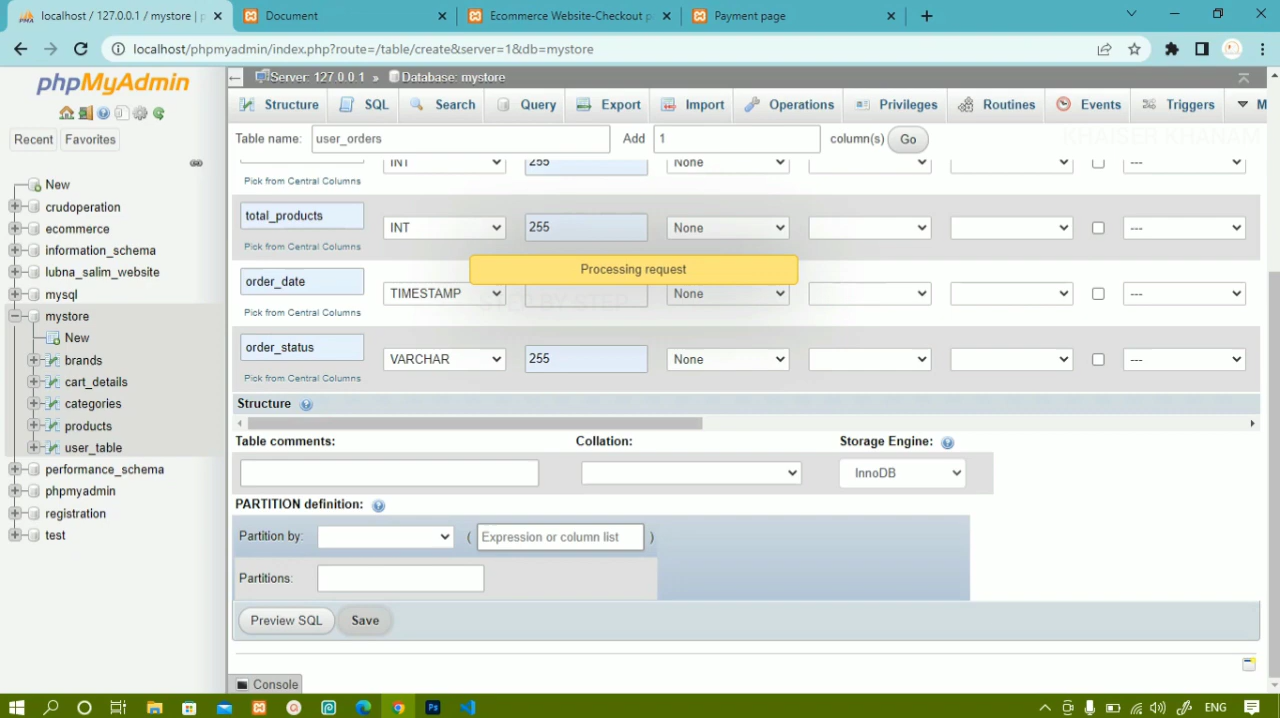 localhost / 127.0.0.1 / mystore | p
Document
Ecommerce Website-Checkout p
Payment page
localhost/phpmyadmin/index.php?route=/table/create&server=1&db=mystore
phpMyAdmin
Recent
Favorites
New
crudoperation
ecommerce
information_schema
lubna_salim_website
mysql
mystore
New
brands
cart_details
categories
products
user_table
performance_schema
phpmyadmin
registration
test
Server: 127.0.0.1 » Database: mystore
Structure SQL Search Query Export Import Operations Privileges Routines Events Triggers M
Table name: user_orders Add 1 column(s) Go
KHAISER KHANAM
INT 255 None ---
Pick from Central Columns
total_products INT 255 None ---
Pick from Central Columns
Processing request
order_date TIMESTAMP None ---
STEP BY STEP
Pick from Central Columns
order_status VARCHAR 255 None ---
Pick from Central Columns
Structure
Table comments: Collation: Storage Engine:
InnoDB
PARTITION definition:
Partition by: ( Expression or column list )
Partitions:
Preview SQL Save
Console
ENG